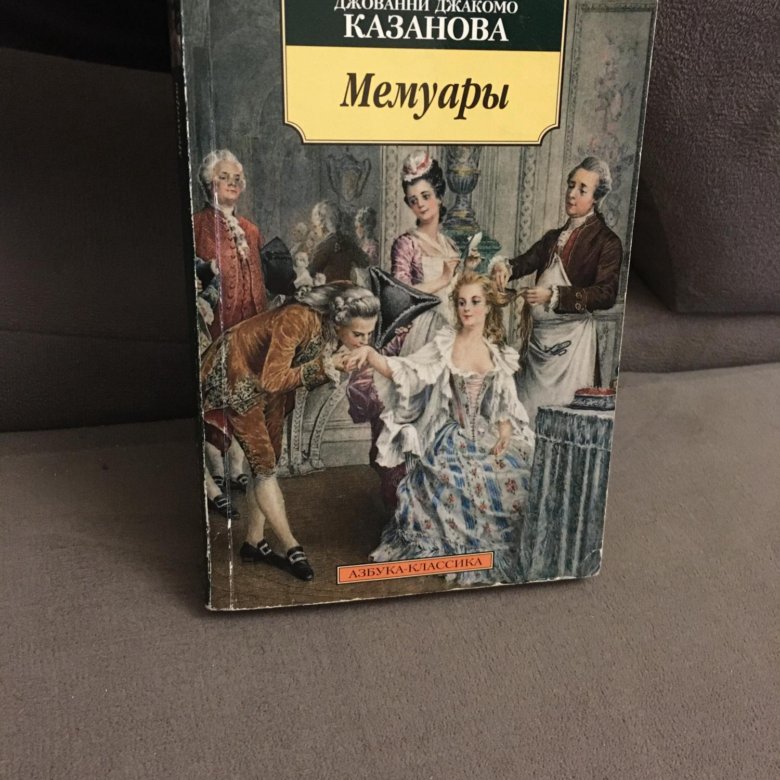 ДЖОВАННИ ДЖАКОМО
КАЗАНОВА
Мемуары
АЗБУКА-КЛАССИКА